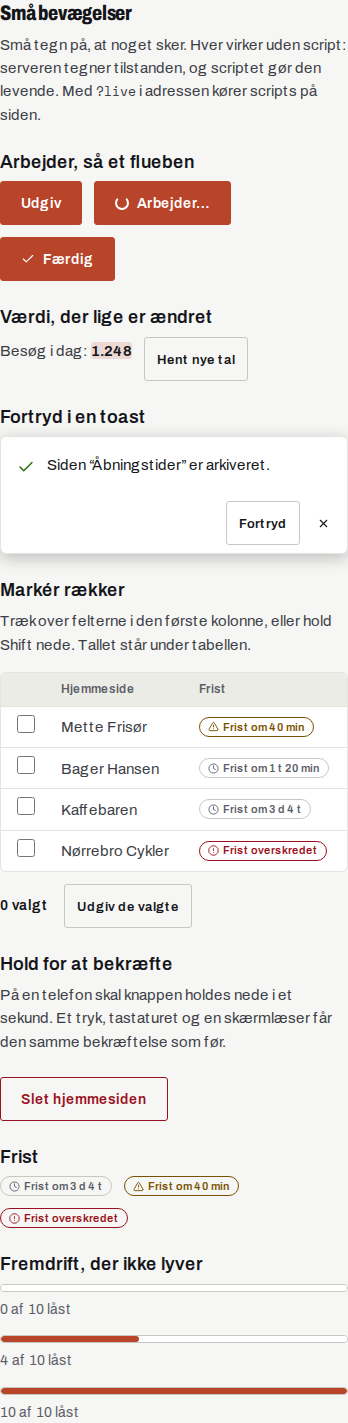 Små bevægelser
Små tegn på, at noget sker. Hver virker uden script:
serveren tegner tilstanden, og scriptet gør den
levende. Med ?live i adressen kører scripts på
siden.
Arbejder, så et flueben
Udgiv
Arbejder…
Færdig
Værdi, der lige er ændret
Besøg i dag: 1.248
Hent nye tal
Fortryd i en toast
Siden “Åbningstider” er arkiveret.
Fortryd
Markér rækker
Træk over felterne i den første kolonne, eller hold
Shift nede. Tallet står under tabellen.
Hjemmeside Frist
Mette Frisør Frist om 40 min
Bager Hansen Frist om 1 t 20 min
Kaffebaren Frist om 3 d 4 t
Nørrebro Cykler Frist overskredet
0 valgt
Udgiv de valgte
Hold for at bekræfte
På en telefon skal knappen holdes nede i et
sekund. Et tryk, tastaturet og en skærmlæser får
den samme bekræftelse som før.
Slet hjemmesiden
Frist
Frist om 3 d 4 t
Frist om 40 min
Frist overskredet
Fremdrift, der ikke lyver
0 af 10 låst
4 af 10 låst
10 af 10 låst